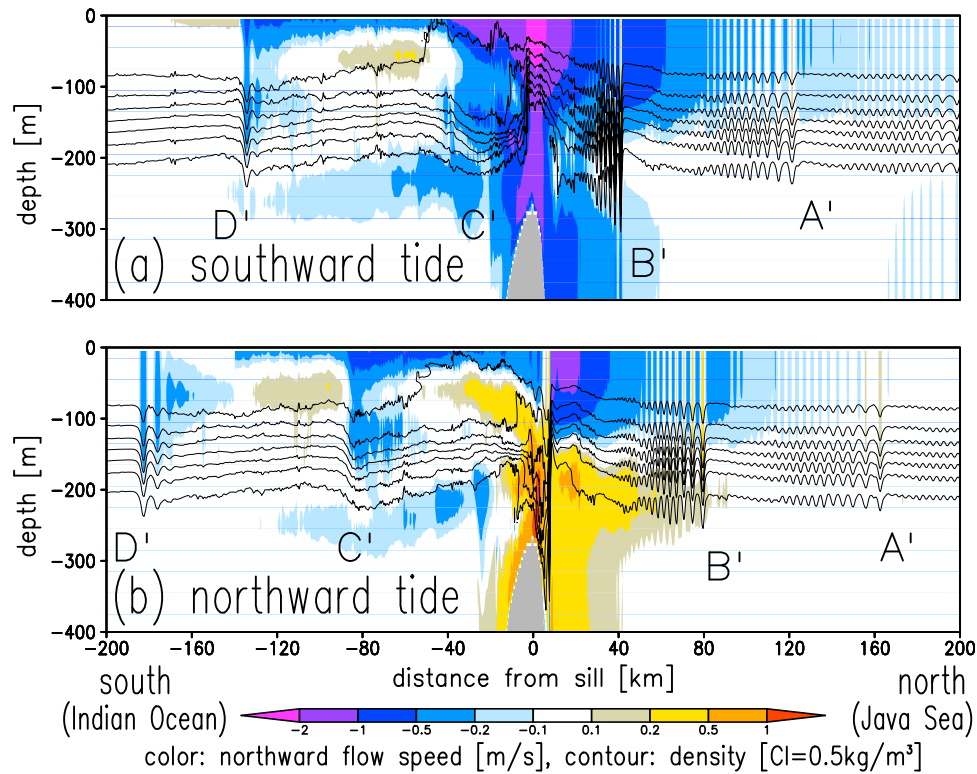 0
-100
-200
-300
-400
depth [m]
D'
C'
B'
A'
(a) southward tide
0
-100
-200
-300
-400
depth [m]
D'
C'
B'
A'
(b) northward tide
-200 -160 -120 -80 -40 0 40 80 120 160 200
distance from sill [km]
south
(Indian Ocean)
north
(Java Sea)
-2 -1 -0.5 -0.2 -0.1 0.1 0.2 0.5 1
color: northward flow speed [m/s], contour: density [CI=0.5kg/m³]